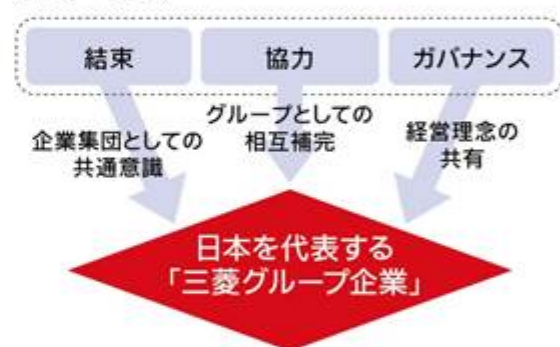 結束
協力
ガバナンス
企業集団としての
共通意識
グループとしての
相互補完
経営理念の
共有
日本を代表する
「三菱グループ企業」